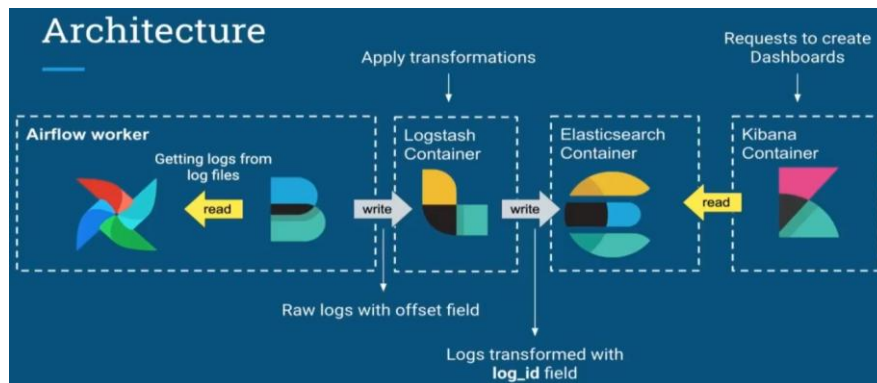 Architecture
Apply transformations
Requests to create
Dashboards
Airflow worker
Getting logs from
log files
read
write
Logstash
Container
write
Elasticsearch
Container
read
Kibana
Container
Raw logs with offset field
Logs transformed with
log_id field